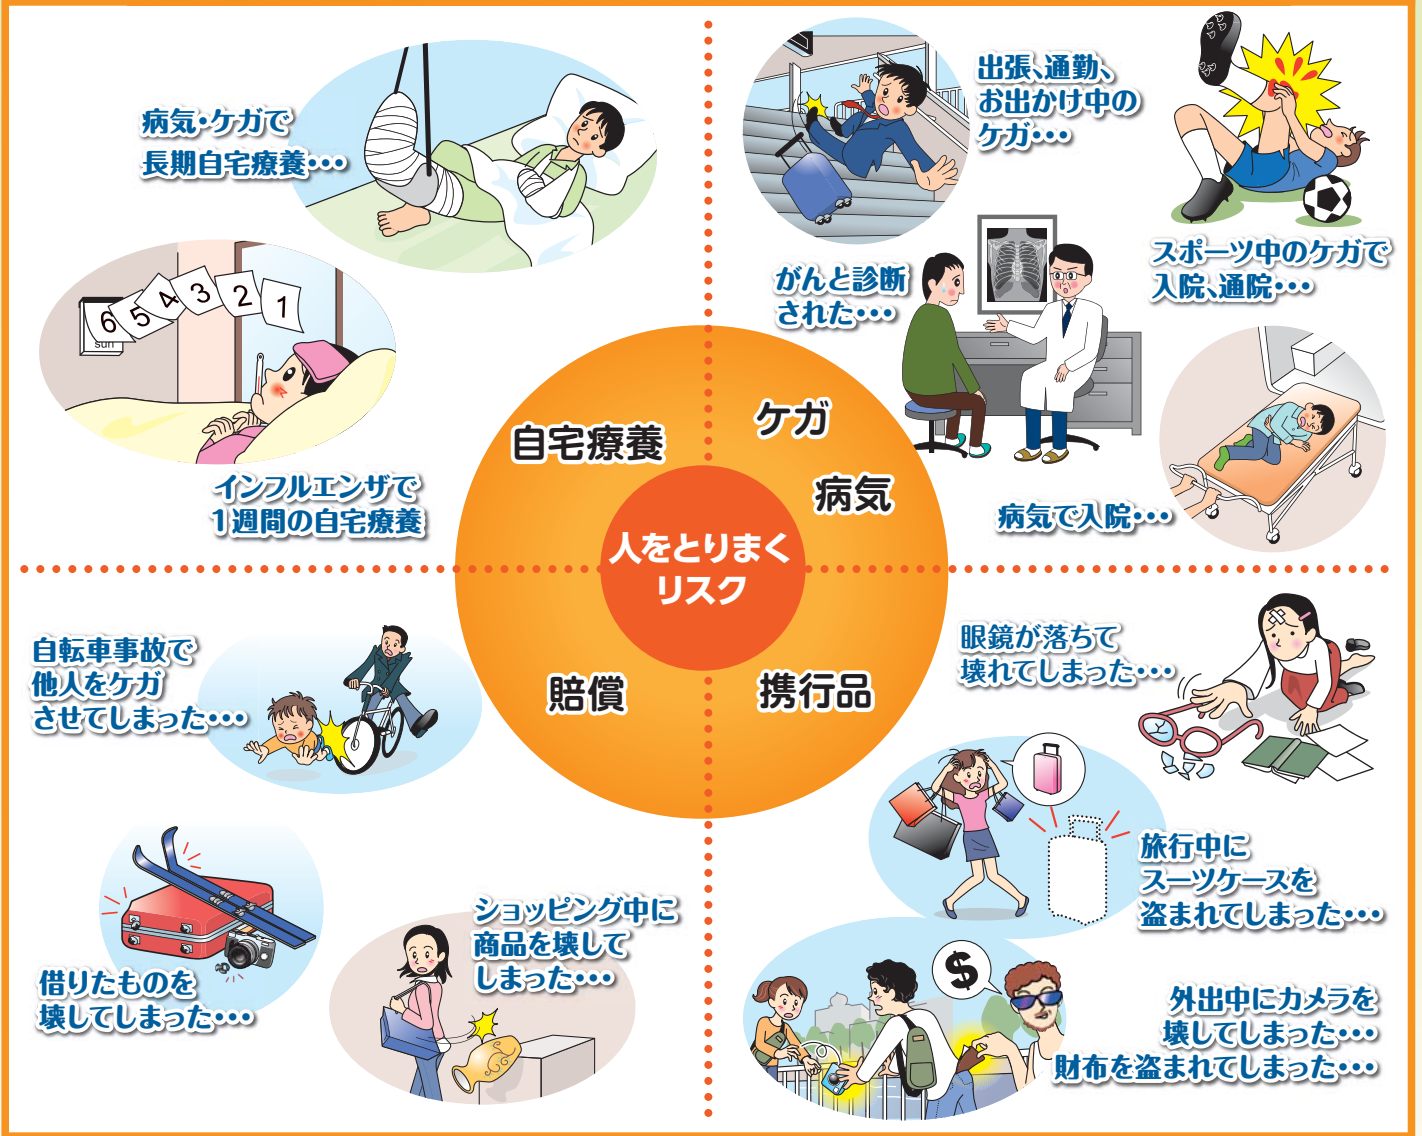 病気・ケガで
長期自宅療養・・・
6
sun
5
4
3
2
1
インフルエンザで
1週間の自宅療養
出張、通勤、
お出かけ中の
ケガ・・・
スポーツ中のケガで
入院、通院・・・
がんと診断
された・・・
病気で入院・・・
自宅療養
ケガ
病気
人をとりまく
リスク
賠償
携行品
自転車事故で
他人をケガ
させてしまった・・・
借りたものを
壊してしまった・・・
ショッピング中に
商品を壊して
しまった・・・
眼鏡が落ちて
壊れてしまった・・・
旅行中に
スーツケースを
盗まれてしまった・・・
$
外出中にカメラを
壊してしまった・・・
財布を盗まれてしまった・・・